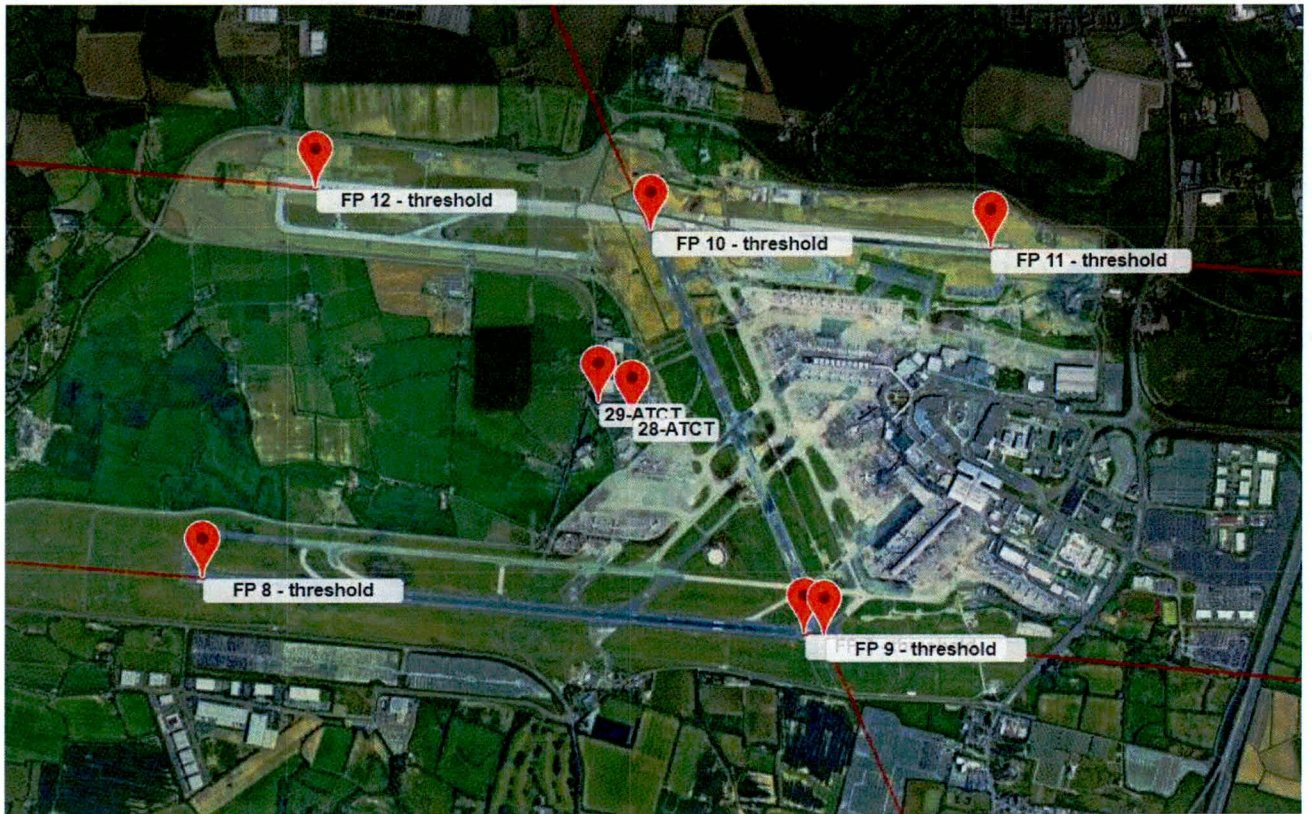 FP 12 - threshold
FP 10 - threshold
FP 11 - threshold
29-ATCT
28-ATCT
FP 8 - threshold
FP 9 - threshold